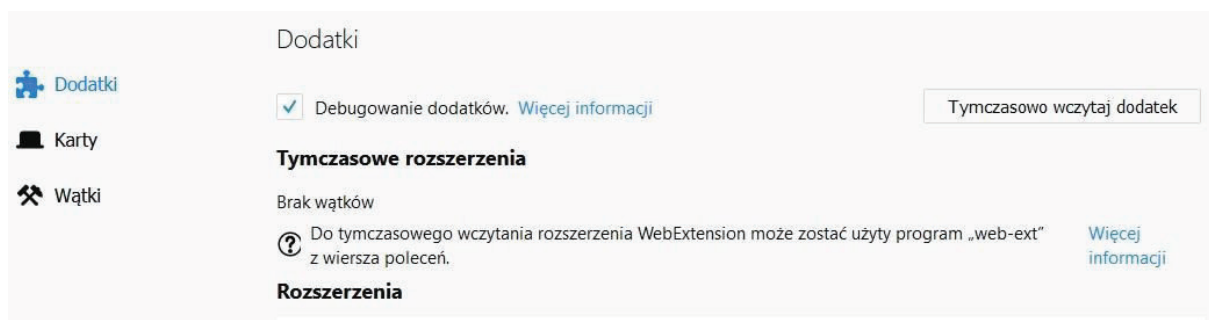 Dodatki
Dodatki
Karty
Wątki
Debugowanie dodatków. Więcej informacji
Tymczasowo wczytaj dodatek
Tymczasowe rozszerzenia
Brak wątków
Do tymczasowego wczytania rozszerzenia WebExtension może zostać użyty program „web-ext”
z wiersza poleceń.
Więcej
informacji
Rozszerzenia